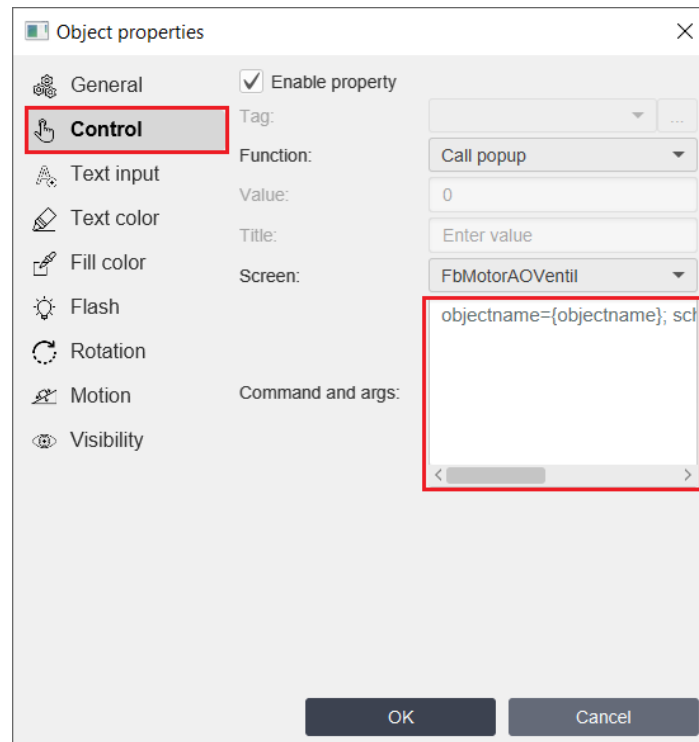 Object properties
General
Control
Text input
Text color
Fill color
Flash
Rotation
Motion
Visibility
Enable property
Tag:
...
Function:
Call popup
Value:
0
Title:
Enter value
Screen:
FbMotorAOVentil
Command and args:
objectname={objectname}; sch
OK
Cancel